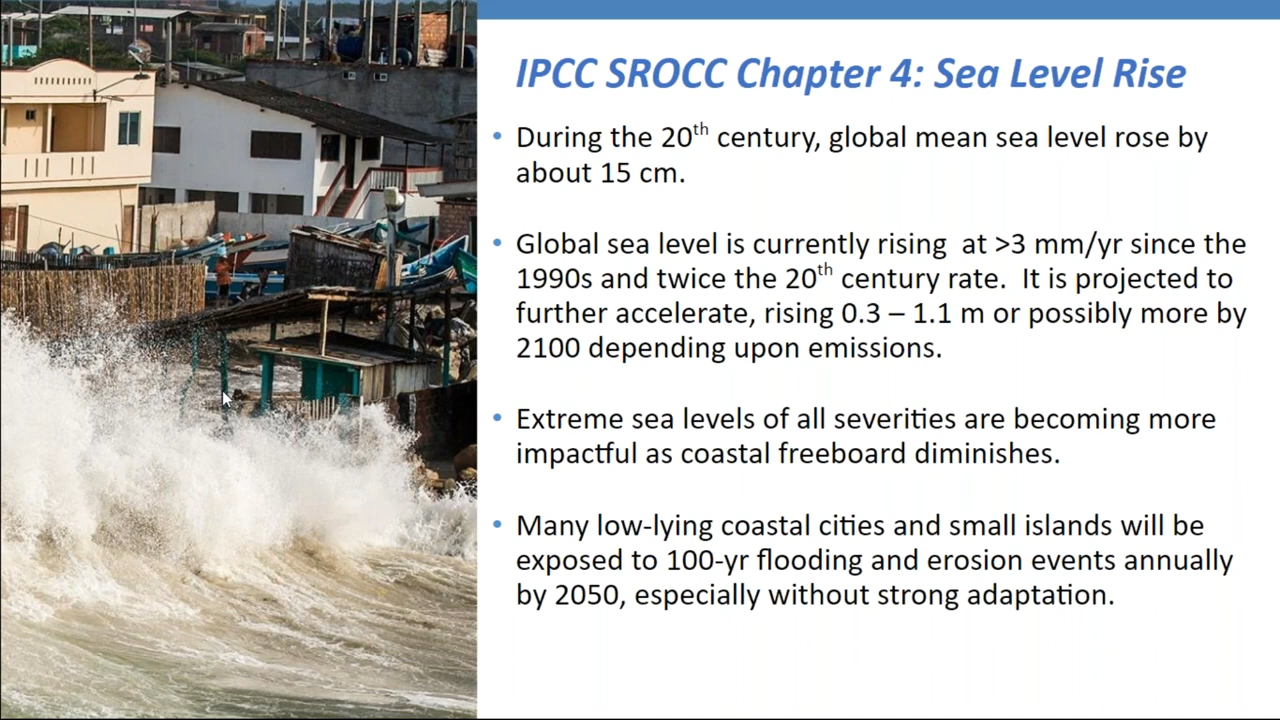 IPCC SROCC Chapter 4: Sea Level Rise
• During the 20th century, global mean sea level rose by
about 15 cm.
• Global sea level is currently rising  at >3 mm/yr since the
1990s and twice the 20th century rate.  It is projected to
further accelerate, rising 0.3 – 1.1 m or possibly more by
2100 depending upon emissions.
• Extreme sea levels of all severities are becoming more
impactful as coastal freeboard diminishes.
• Many low-lying coastal cities and small islands will be
exposed to 100-yr flooding and erosion events annually
by 2050, especially without strong adaptation.